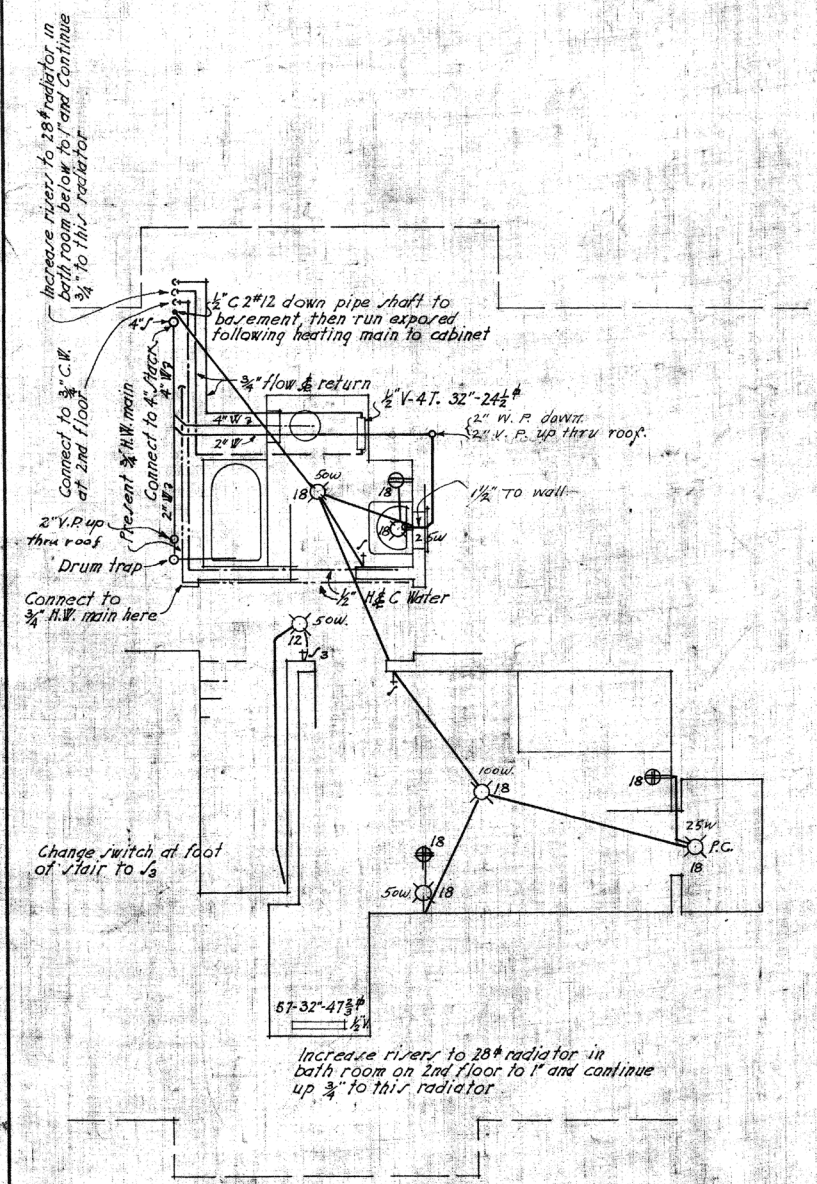 Increase risers to 28⌀ radiator in
bath room below to 1" and Continue
3/4" to this radiator
1/2" C 2#12 down pipe shaft to
basement, then run exposed
following heating main to cabinet
4" S
Connect to 3/4" C.W.
at 2nd floor
Present 3/4 H.W. main
Connect to 4" stack
4" W
2" W
3/4" flow & return
4" W
2" W
1/2" V-4 T. 32"-24 1/2⌀
2" W. P. down
2" V. P. up thru roof.
50W
18
18
18
25W
1 1/2" To wall
2" V.P. up
thru roof
Drum trap
Connect to
3/4" H.W. main here
S
1/2" H & C Water
50W.
12
S3
S
100W.
18
18
25W
P.C.
18
Change switch at foot
of stair to S3
18
50W.
18
57-32"-47 2/3⌀
1/2" V.
Increase risers to 28⌀ radiator in
bath room on 2nd floor to 1" and continue
up 3/4" to this radiator